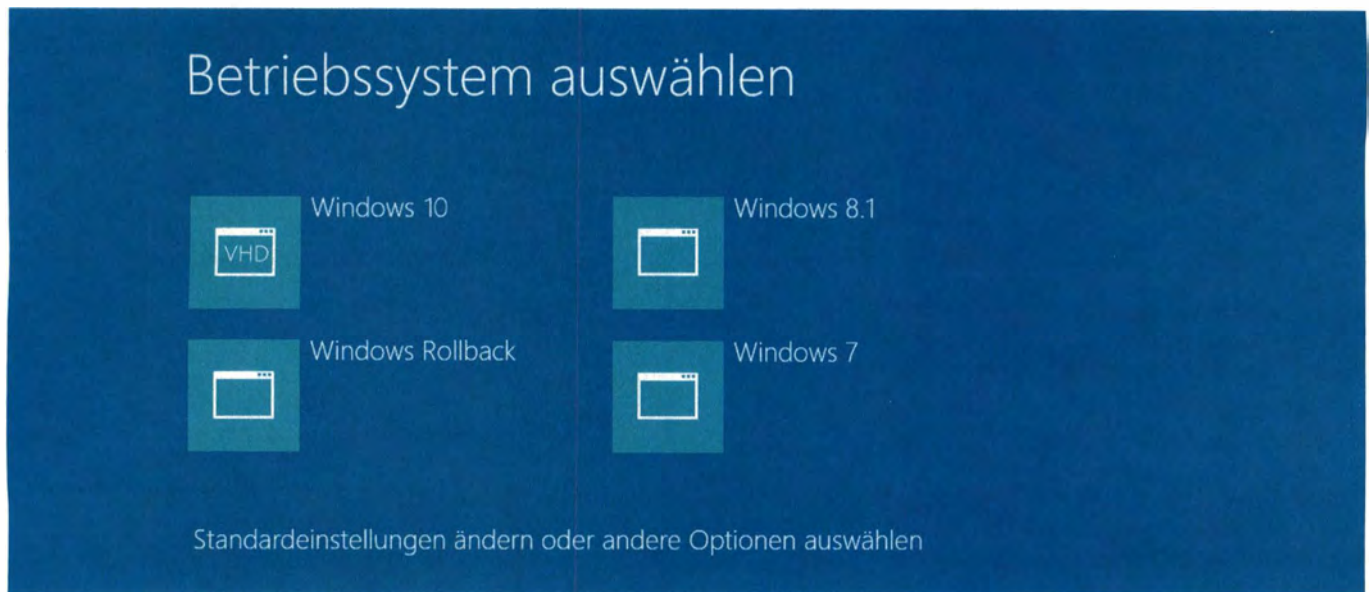 Betriebssystem auswählen
Windows 10
Windows 8.1
VHD
Windows Rollback
Windows 7
Standardeinstellungen ändern oder andere Optionen auswählen